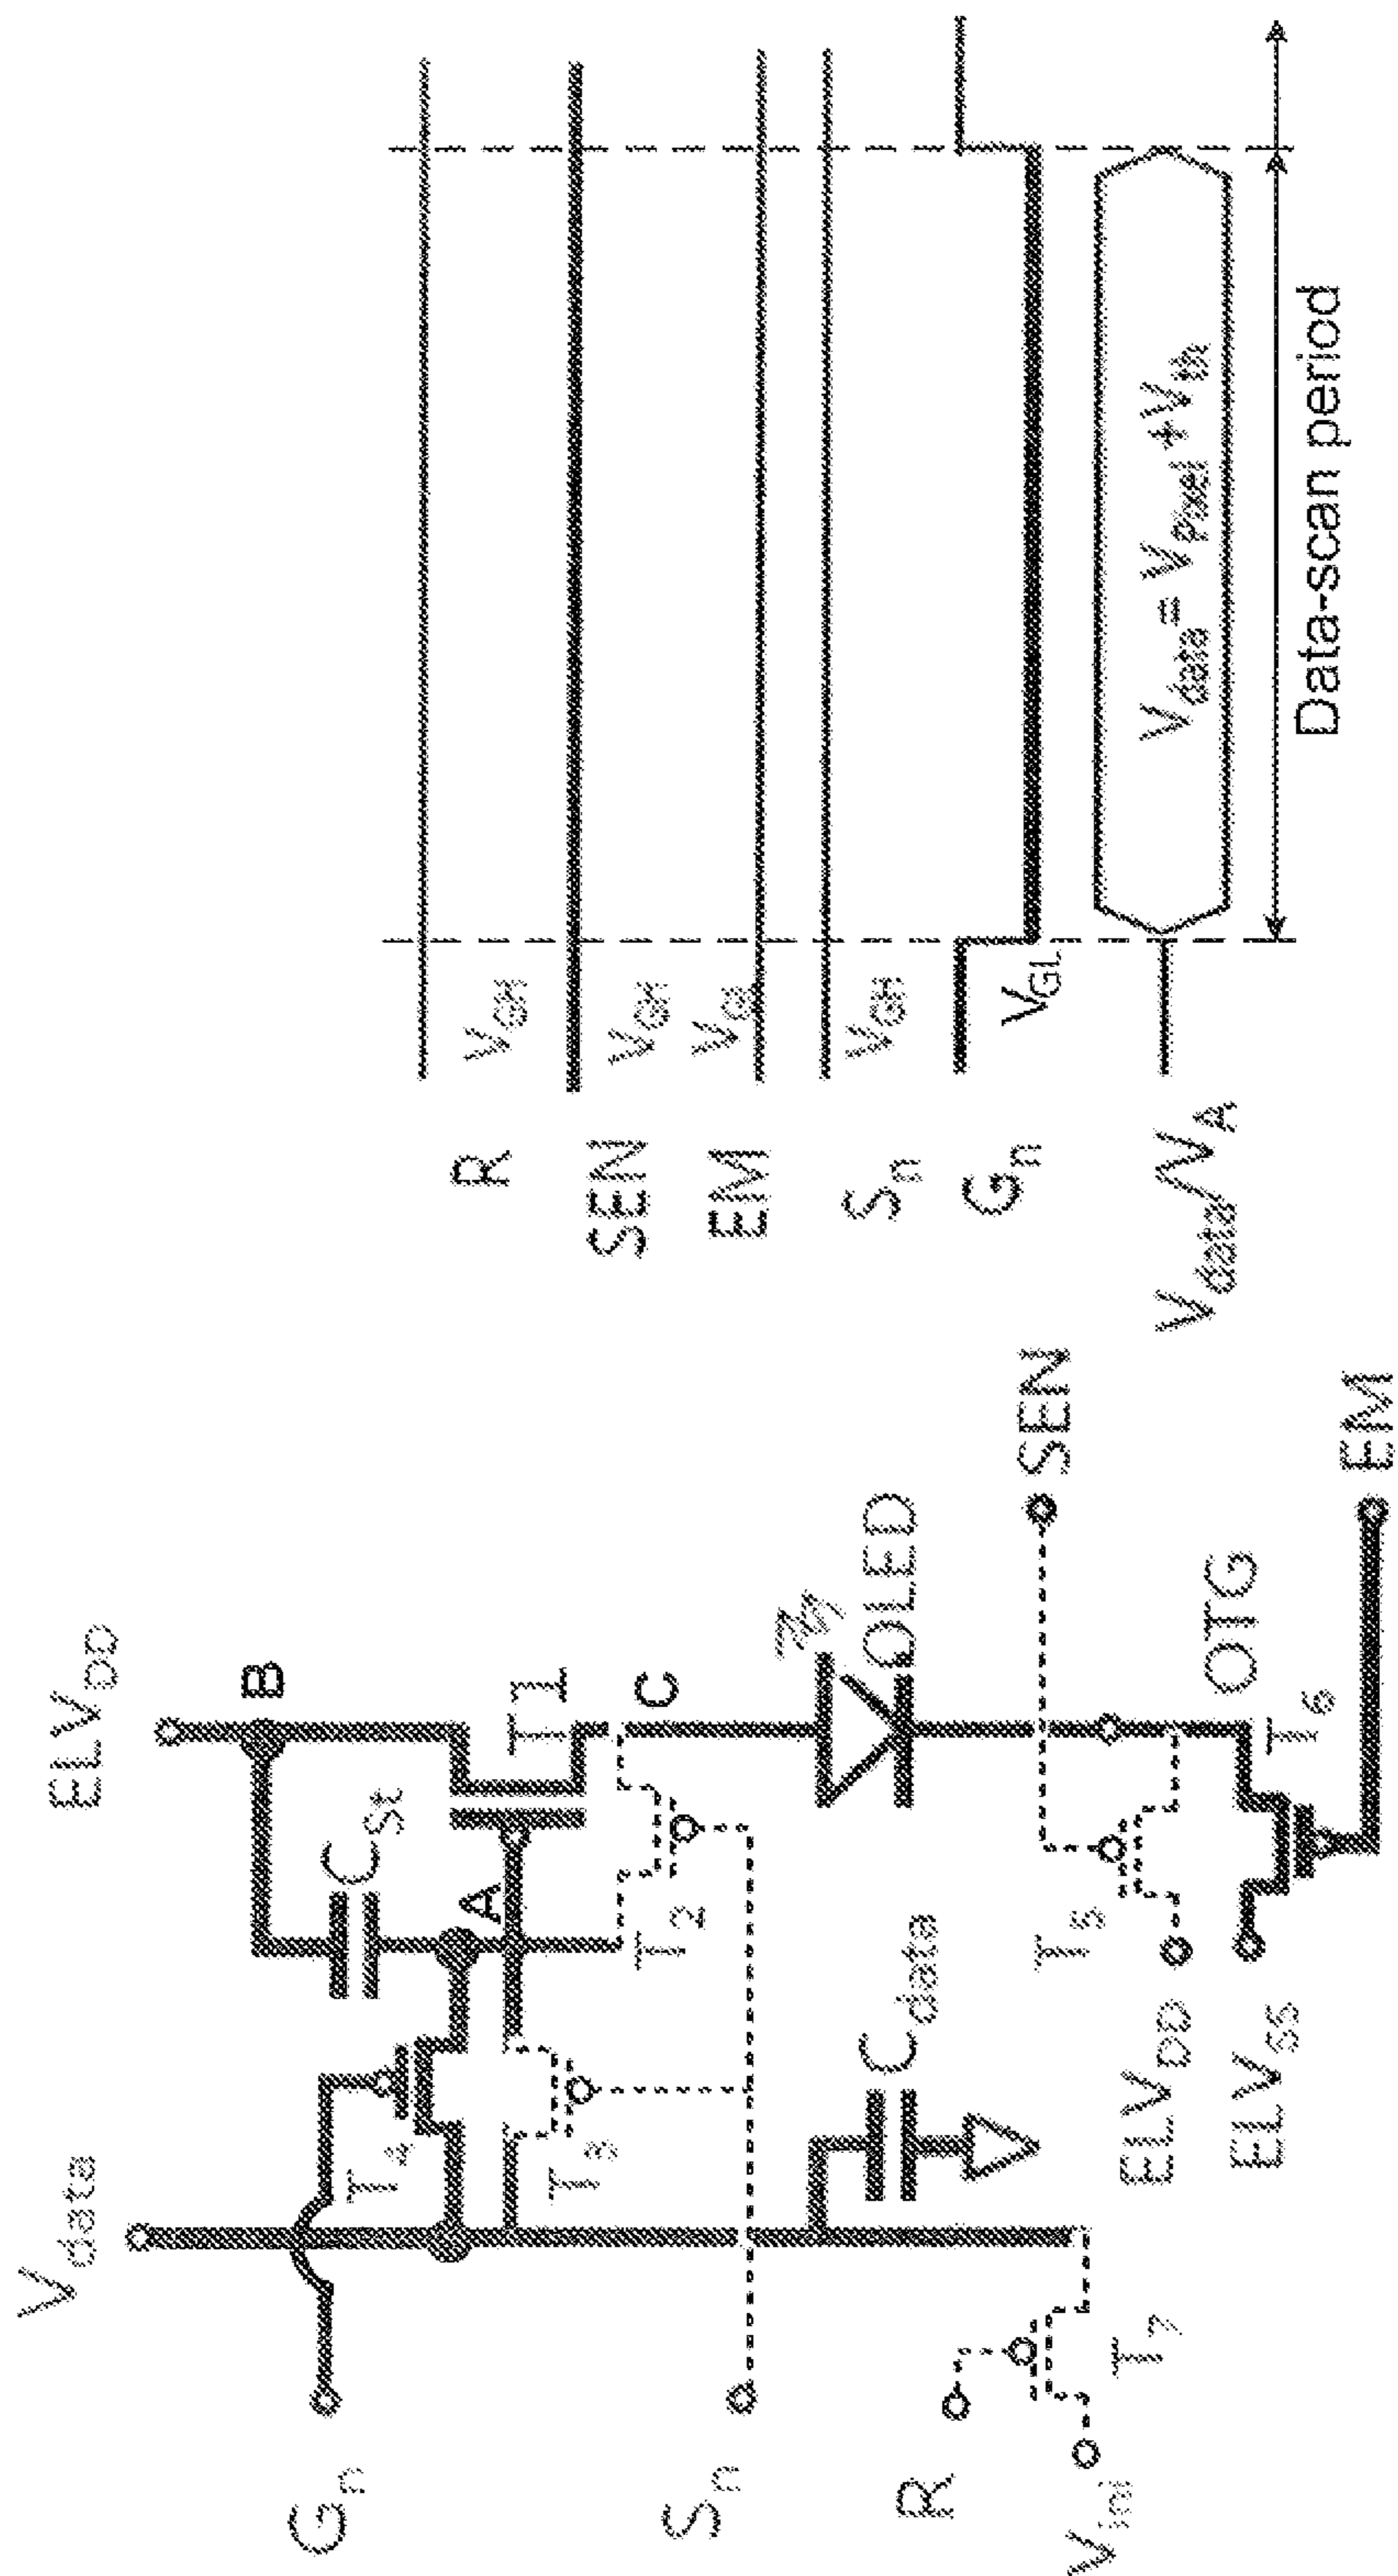 V_data
ELV_DD
G_n
B
C_St
T_4
A
T1
T_3
T_2
C
S_n
C_data
OLED
R
SEN
V_ini
T_7
T_5
ELV_DD
OTG
T_6
ELV_SS
EM
R
V_GH
SEN
V_GH
EM
V_GL
S_n
V_GH
G_n
V_GL
V_data/V_A
V_data = V_Pixel + V_th
Data-scan period